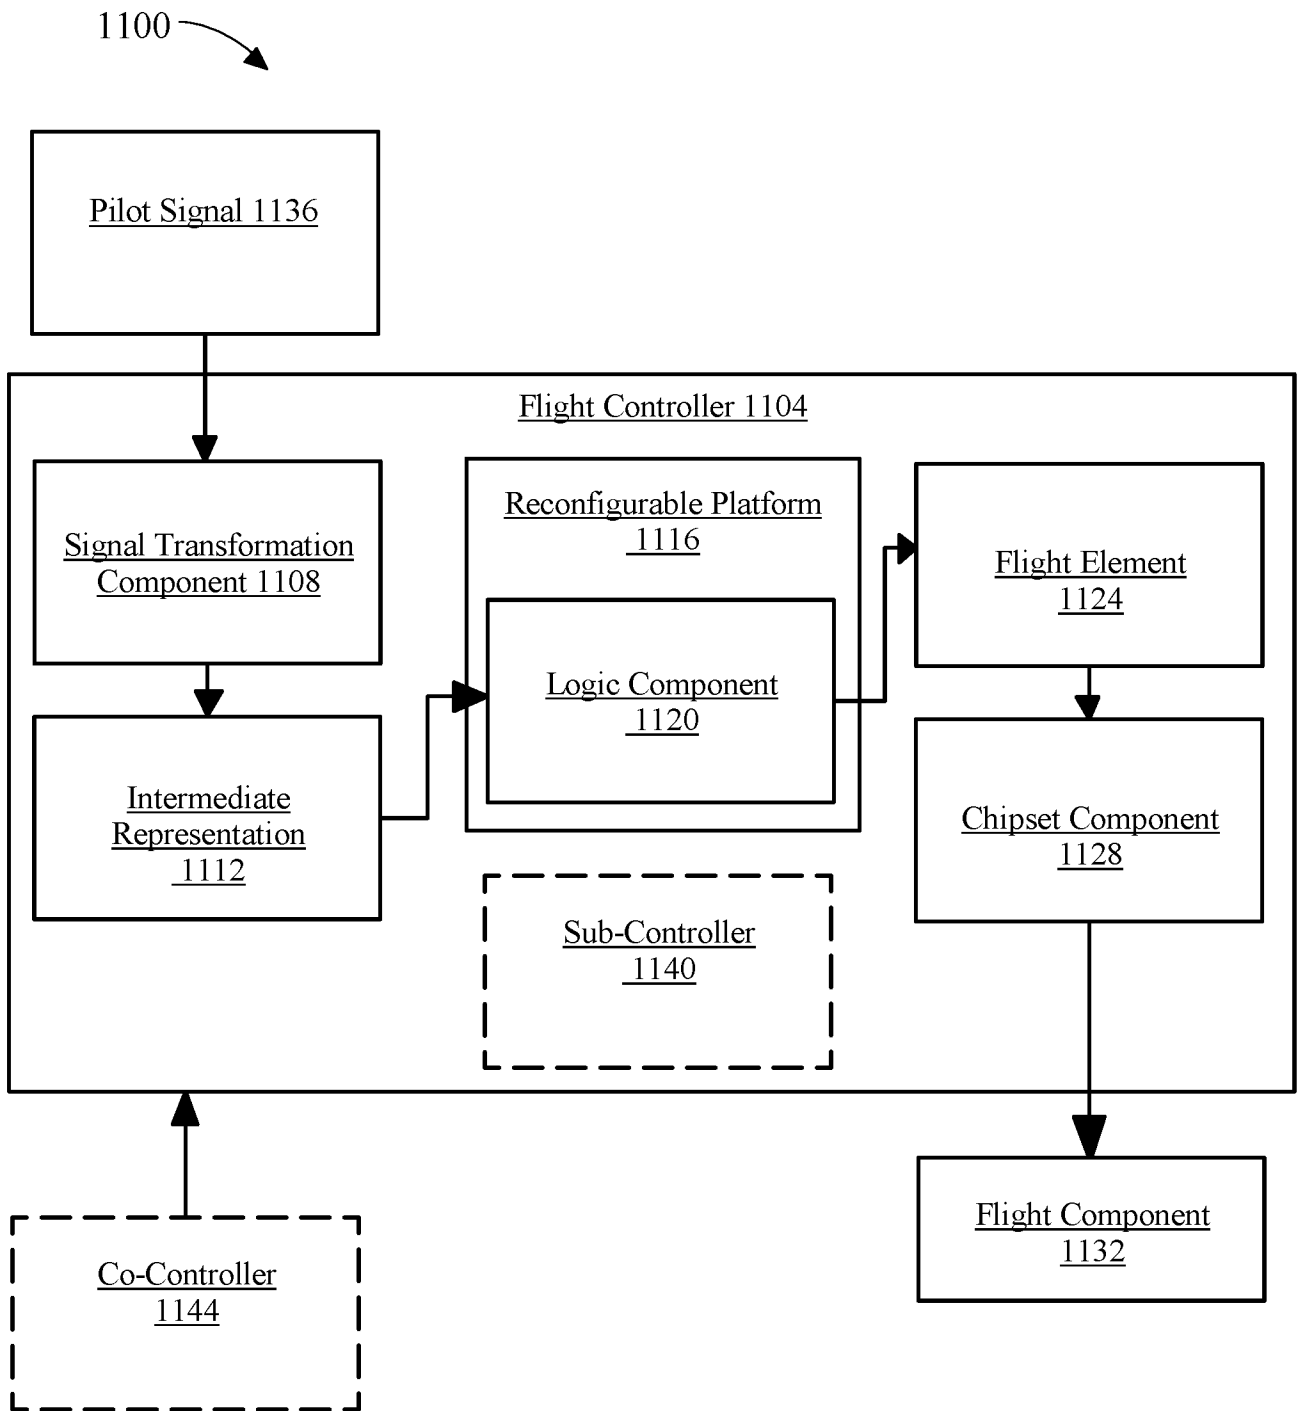 1100
Pilot Signal 1136
Flight Controller 1104
Signal Transformation
Component 1108
Intermediate
Representation
1112
Reconfigurable Platform
1116
Logic Component
1120
Sub-Controller
1140
Flight Element
1124
Chipset Component
1128
Co-Controller
1144
Flight Component
1132